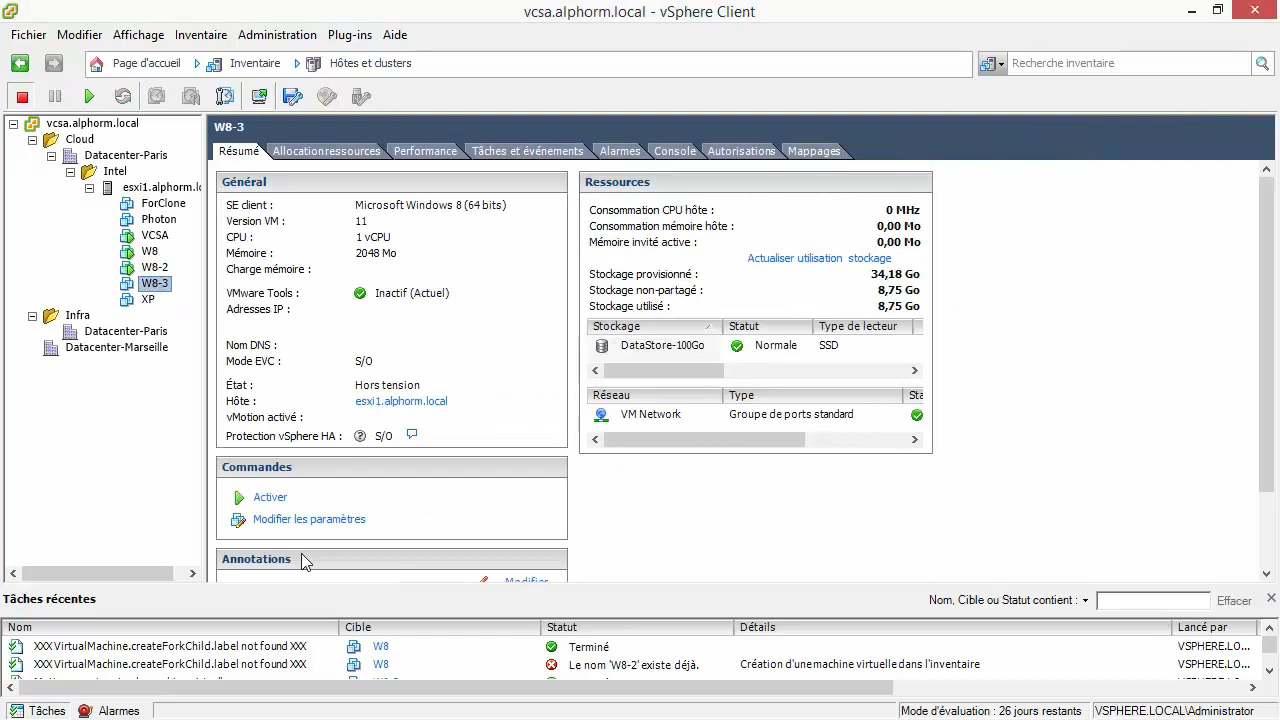 vcsa.alphorm.local - vSphere Client
Fichier Modifier Affichage Inventaire Administration Plug-ins Aide
Page d'accueil Inventaire Hôtes et clusters Recherche inventaire
vcsa.alphorm.local
Cloud
Datacenter-Paris
Intel
esxi1.alphorm.lo
ForClone
Photon
VCSA
W8
W8-2
W8-3
XP
Infra
Datacenter-Paris
Datacenter-Marseille
W8-3
Résumé Allocation ressources Performance Tâches et événements Alarmes Console Autorisations Mappages
Général
SE client : Microsoft Windows 8 (64 bits)
Version VM : 11
CPU : 1 vCPU
Mémoire : 2048 Mo
Charge mémoire :
VMware Tools : Inactif (Actuel)
Adresses IP :
Nom DNS :
Mode EVC : S/O
État : Hors tension
Hôte : esxi1.alphorm.local
vMotion activé :
Protection vSphere HA : S/O
Commandes
Activer
Modifier les paramètres
Annotations
Modifier
Ressources
Consommation CPU hôte : 0 MHz
Consommation mémoire hôte : 0,00 Mo
Mémoire invité active : 0,00 Mo
Actualiser utilisation stockage
Stockage provisionné : 34,18 Go
Stockage non-partagé : 8,75 Go
Stockage utilisé : 8,75 Go
Stockage Statut Type de lecteur
DataStore-100Go Normale SSD
Réseau Type Sta
VM Network Groupe de ports standard
Tâches récentes Nom, Cible ou Statut contient : Effacer
Nom Cible Statut Détails Lancé par
XXX VirtualMachine.createForkChild.label not found XXX W8 Terminé VSPHERE.LO...
XXX VirtualMachine.createForkChild.label not found XXX W8 Le nom 'W8-2' existe déjà. Création d'une machine virtuelle dans l'inventaire VSPHERE.LO...
Tâches Alarmes Mode d'évaluation : 26 jours restants VSPHERE.LOCAL\Administrator